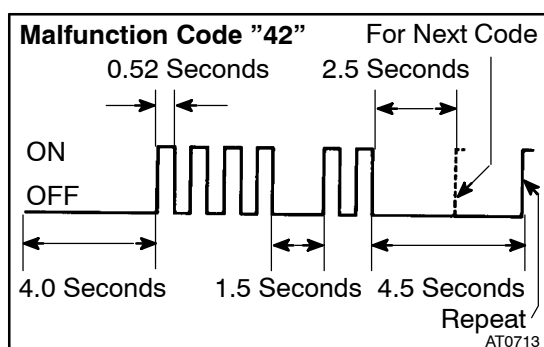 Malfunction Code ”42”
For Next Code
0.52 Seconds
2.5 Seconds
ON
OFF
4.0 Seconds
1.5 Seconds
4.5 Seconds
Repeat
AT0713